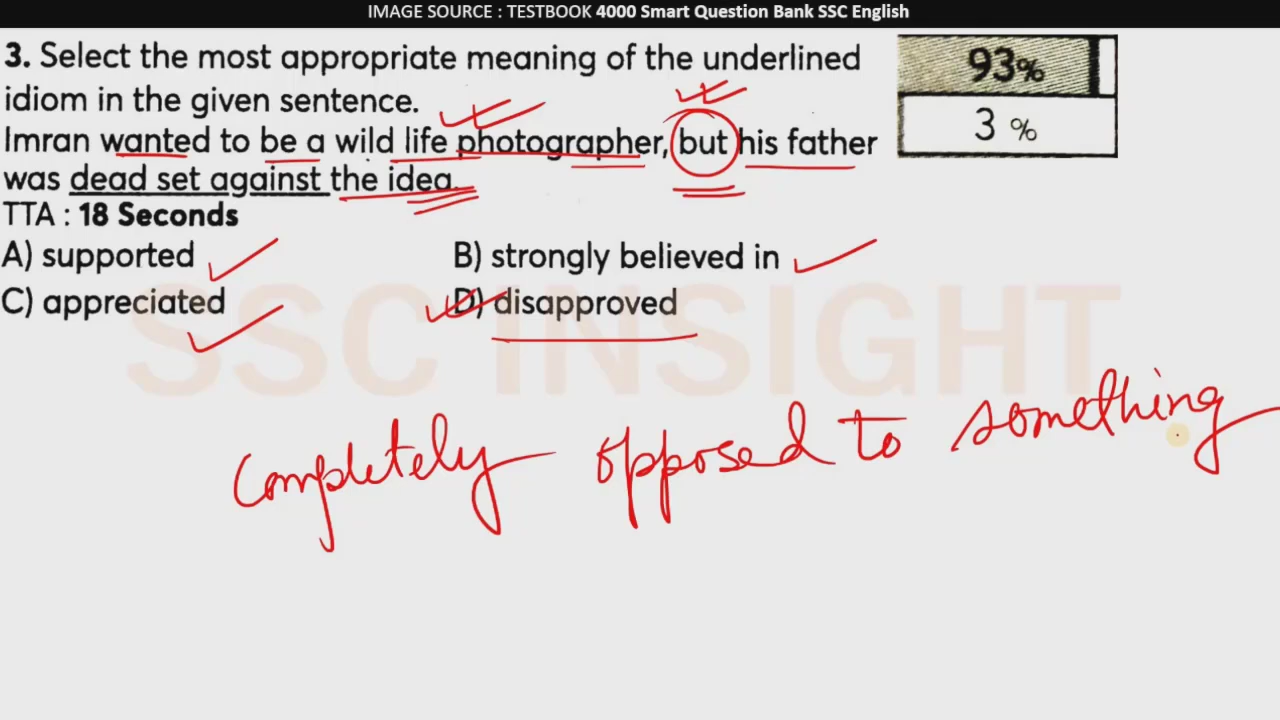 IMAGE SOURCE : TESTBOOK 4000 Smart Question Bank SSC English
3. Select the most appropriate meaning of the underlined
idiom in the given sentence.
Imran wanted to be a wild life photographer, but his father
was dead set against the idea.
TTA : 18 Seconds
A) supported B) strongly believed in
C) appreciated D) disapproved
93%
3 %
SSC INSIGHT
completely opposed to something